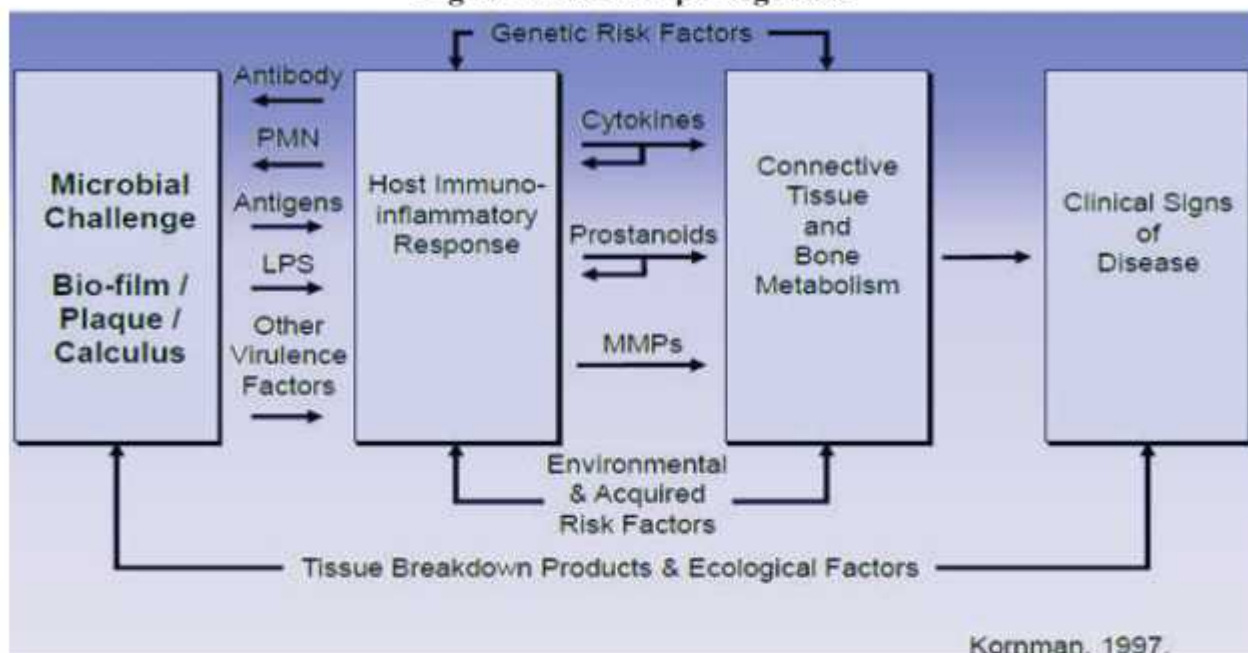 Genetic Risk Factors
Antibody
PMN
Antigens
LPS
Other
Virulence
Factors
Microbial
Challenge
Bio-film /
Plaque /
Calculus
Host Immuno-
inflammatory
Response
Cytokines
Prostanoids
MMPs
Connective
Tissue
and
Bone
Metabolism
Clinical Signs
of
Disease
Environmental
& Acquired
Risk Factors
Tissue Breakdown Products & Ecological Factors
Kornman, 1997.